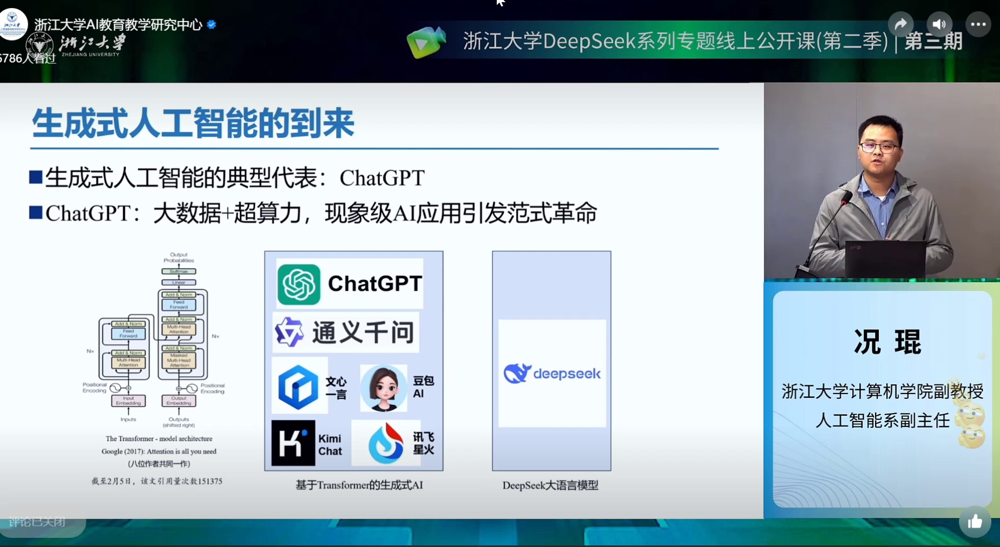 浙江大学AI教育教学研究中心
浙江大学
ZHEJIANG UNIVERSITY
6786人看过
浙江大学DeepSeek系列专题线上公开课(第二季) | 第三期
生成式人工智能的到来
■生成式人工智能的典型代表：ChatGPT
■ChatGPT：大数据+超算力，现象级AI应用引发范式革命
Output
Probabilities
Softmax
Linear
Add & Norm
Feed
Forward
Add & Norm
Multi-Head
Attention
Add & Norm
Masked
Multi-Head
Attention
N×
Add & Norm
Feed
Forward
Add & Norm
Multi-Head
Attention
N×
Positional
Encoding
Positional
Encoding
Input
Embedding
Output
Embedding
Inputs
Outputs
(shifted right)
The Transformer - model architecture
Google (2017): Attention is all you need
(八位作者共同一作)
截至2月5日，该文引用量次数151375
ChatGPT
通义千问
文心
一言
豆包
AI
Kimi
Chat
讯飞
星火
基于Transformer的生成式AI
deepseek
DeepSeek大语言模型
况 琨
浙江大学计算机学院副教授
人工智能系副主任
评论已关闭